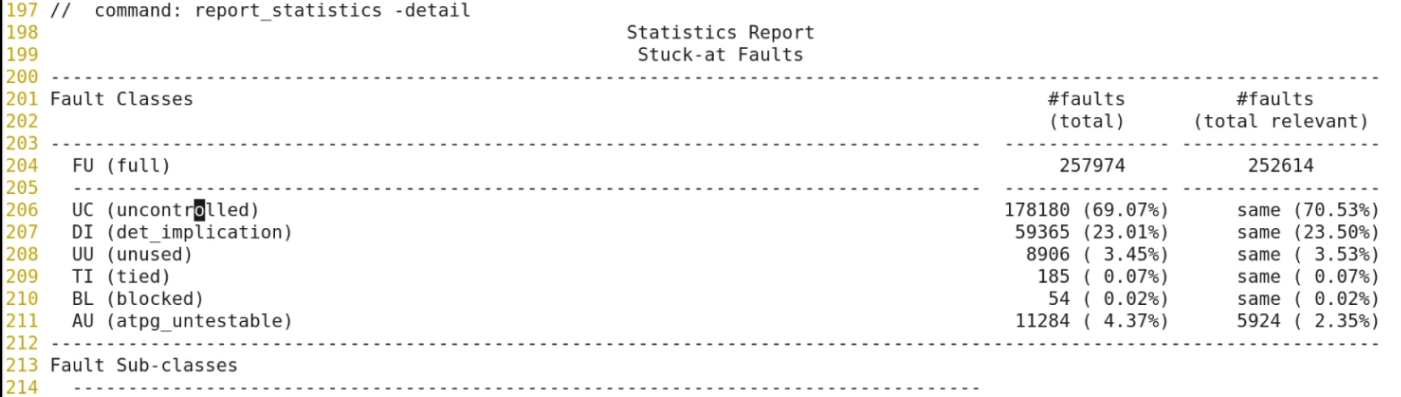 197 //  command: report_statistics -detail
198                                                     Statistics Report
199                                                      Stuck-at Faults
200 ------------------------------------------------------------------------------------------------------------------------
201 Fault Classes                                                                             #faults          #faults
202                                                                                           (total)      (total relevant)
203 ------------------------------------------------------------------------------------  ---------------  ------------------
204   FU (full)                                                                                257974           252614
205   ----------------------------------------------------------------------------------  ---------------  ------------------
206   UC (uncontrolled)                                                                   178180 (69.07%)      same (70.53%)
207   DI (det_implication)                                                                 59365 (23.01%)      same (23.50%)
208   UU (unused)                                                                           8906 ( 3.45%)      same ( 3.53%)
209   TI (tied)                                                                              185 ( 0.07%)      same ( 0.07%)
210   BL (blocked)                                                                            54 ( 0.02%)      same ( 0.02%)
211   AU (atpg_untestable)                                                                 11284 ( 4.37%)      5924 ( 2.35%)
212 ------------------------------------------------------------------------------------------------------------------------
213 Fault Sub-classes
214   ----------------------------------------------------------------------------------